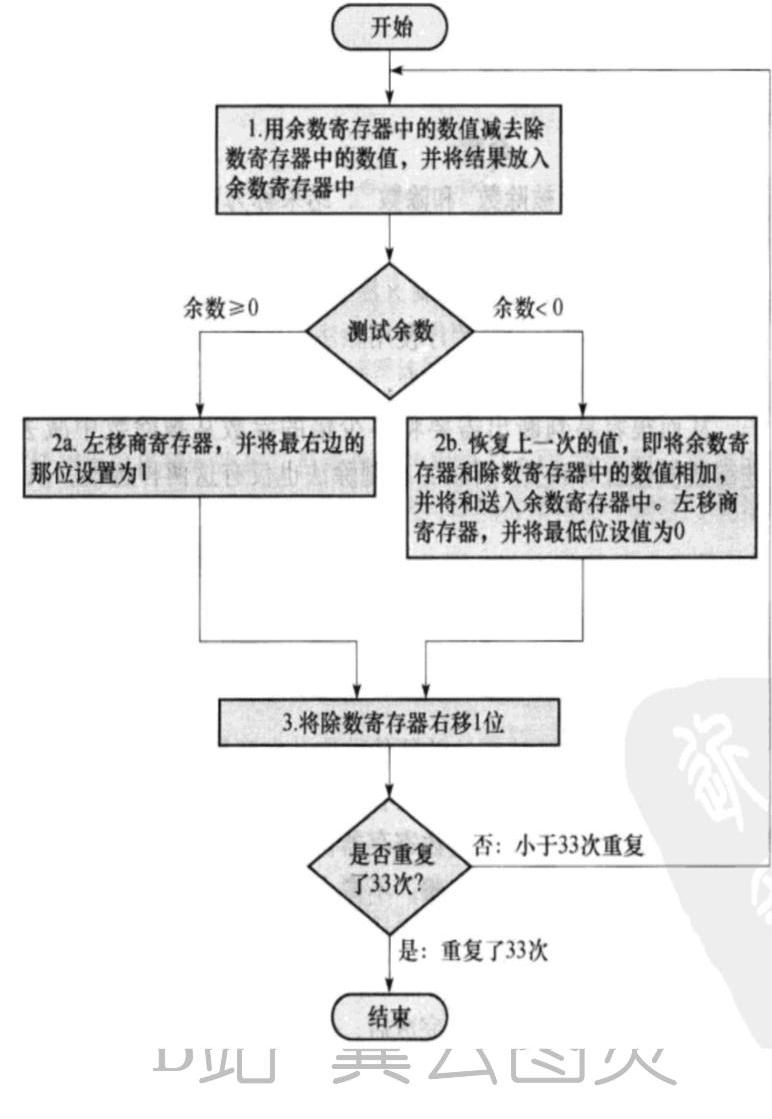 开始
1.用余数寄存器中的数值减去除
数寄存器中的数值，并将结果放入
余数寄存器中
余数≥0
余数<0
测试余数
2a. 左移商寄存器，并将最右边的
那位设置为1
2b. 恢复上一次的值，即将余数寄
存器和除数寄存器中的数值相加，
并将和送入余数寄存器中。左移商
寄存器，并将最低位设值为0
3.将除数寄存器右移1位
是否重复
了33次?
否：小于33次重复
是：重复了33次
结束